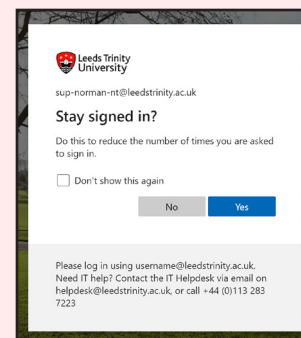 Leeds Trinity
University
sup-norman-nt@leedstrinity.ac.uk
Stay signed in?
Do this to reduce the number of times you are asked
to sign in.
Don't show this again
No
Yes
Please log in using username@leedstrinity.ac.uk.
Need IT help? Contact the IT Helpdesk via email on
helpdesk@leedstrinity.ac.uk, or call +44 (0)113 283
7223